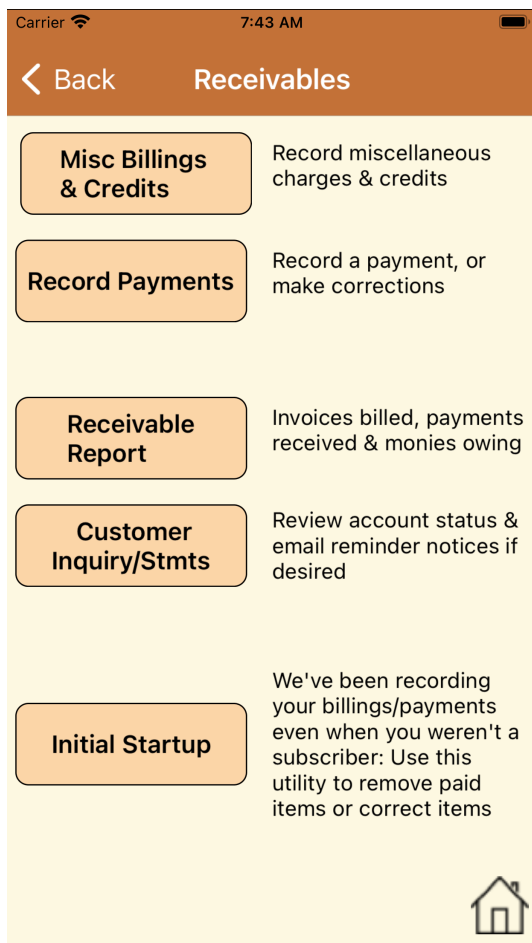 Carrier 7:43 AM
Back Receivables
Misc Billings
& Credits
Record miscellaneous
charges & credits
Record Payments
Record a payment, or
make corrections
Receivable
Report
Invoices billed, payments
received & monies owing
Customer
Inquiry/Stmts
Review account status &
email reminder notices if
desired
Initial Startup
We've been recording
your billings/payments
even when you weren't a
subscriber: Use this
utility to remove paid
items or correct items